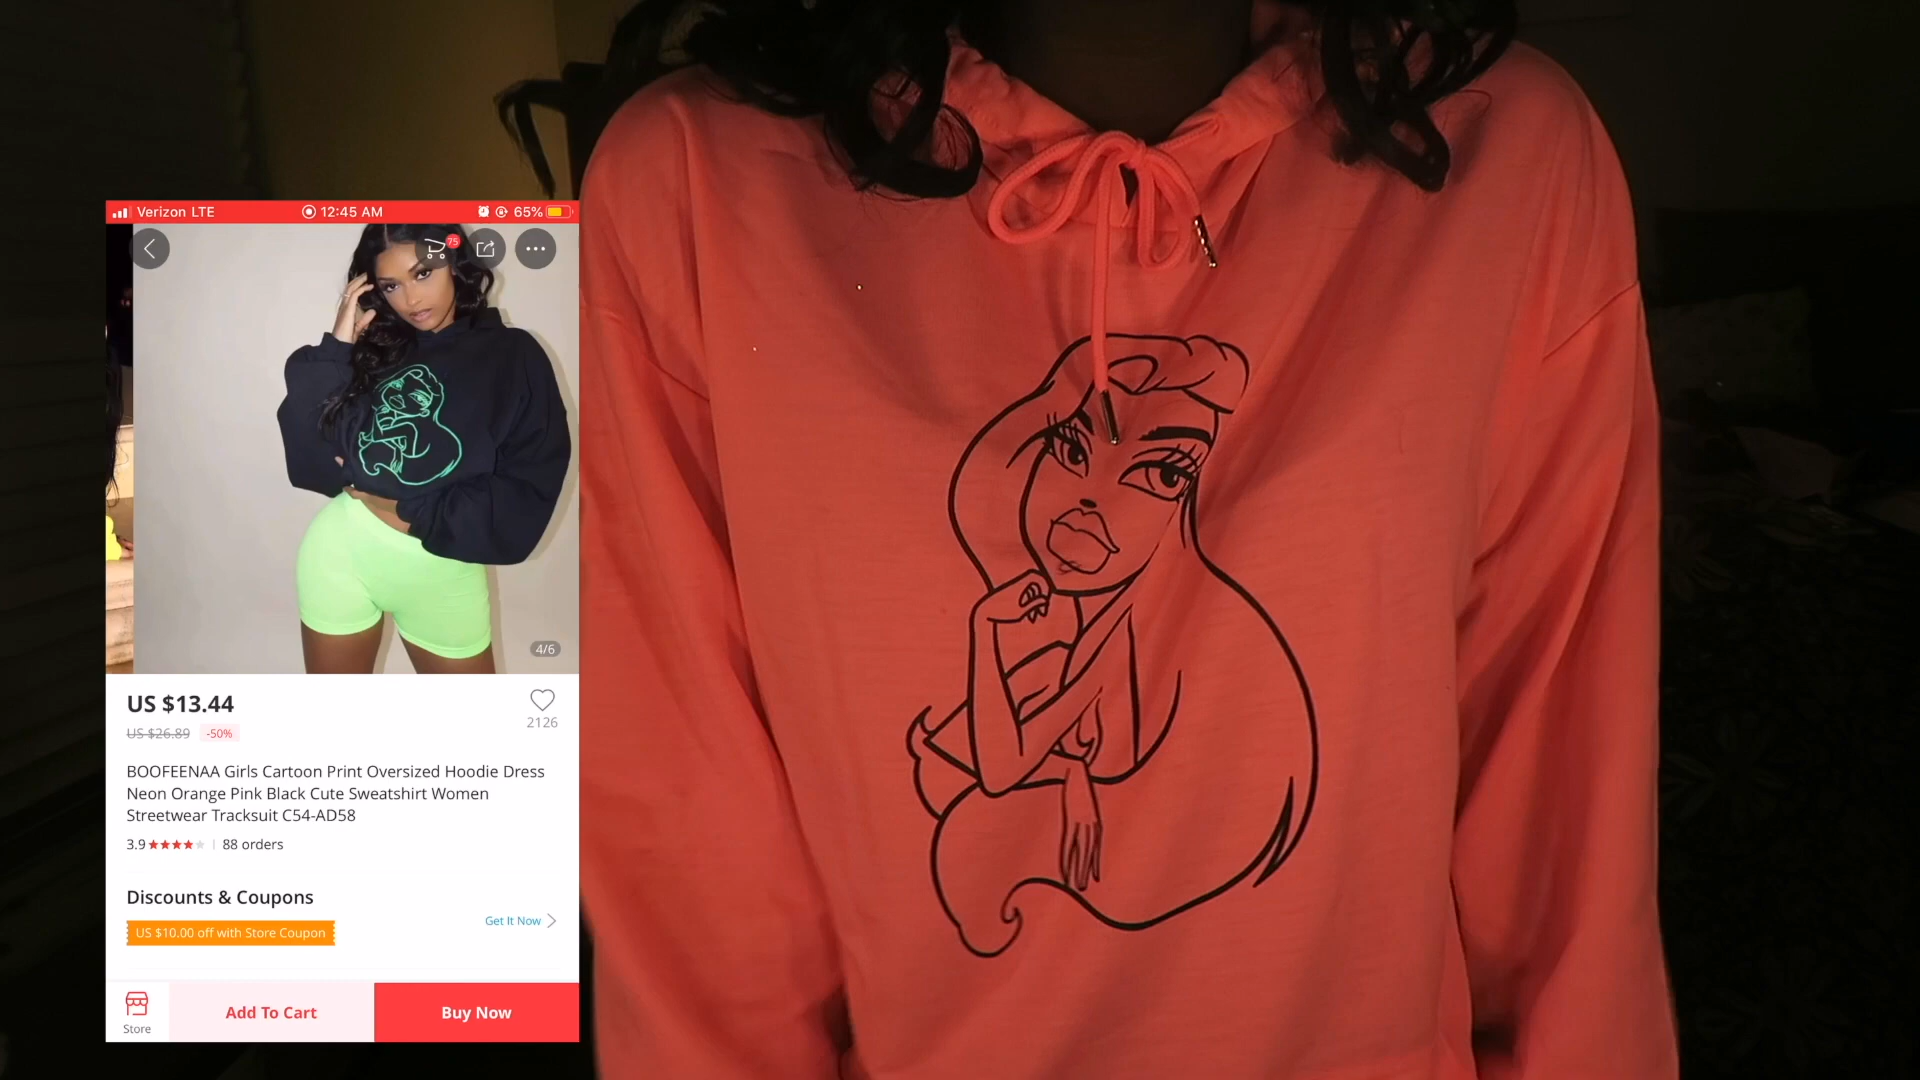 Verizon LTE 12:45 AM 65%
75
4/6
US $13.44
2126
US $26.89 -50%
BOOFEENAA Girls Cartoon Print Oversized Hoodie Dress
Neon Orange Pink Black Cute Sweatshirt Women
Streetwear Tracksuit C54-AD58
3.9 88 orders
Discounts & Coupons
Get It Now
US $10.00 off with Store Coupon
Store
Add To Cart
Buy Now